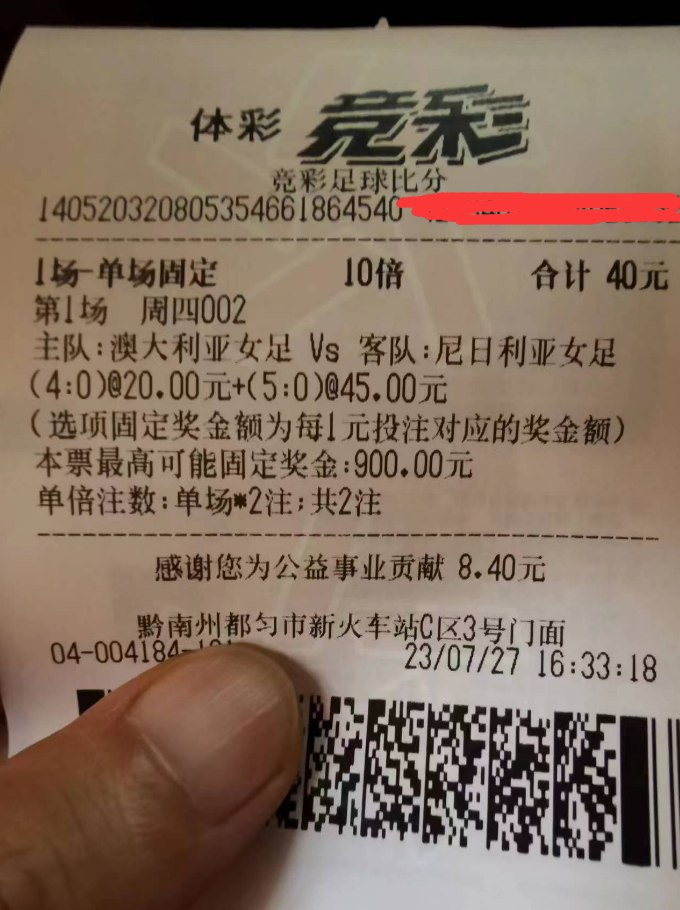 体彩 竞彩
竞彩足球比分
140520320805354661864540
1场-单场固定 10倍 合计 40元
第1场 周四002
主队:澳大利亚女足 Vs 客队:尼日利亚女足
(4:0)@20.00元+(5:0)@45.00元
(选项固定奖金额为每1元投注对应的奖金额)
本票最高可能固定奖金:900.00元
单倍注数:单场*2注;共2注
感谢您为公益事业贡献 8.40元
黔南州都匀市新火车站C区3号门面
04-004184- 23/07/27 16:33:18